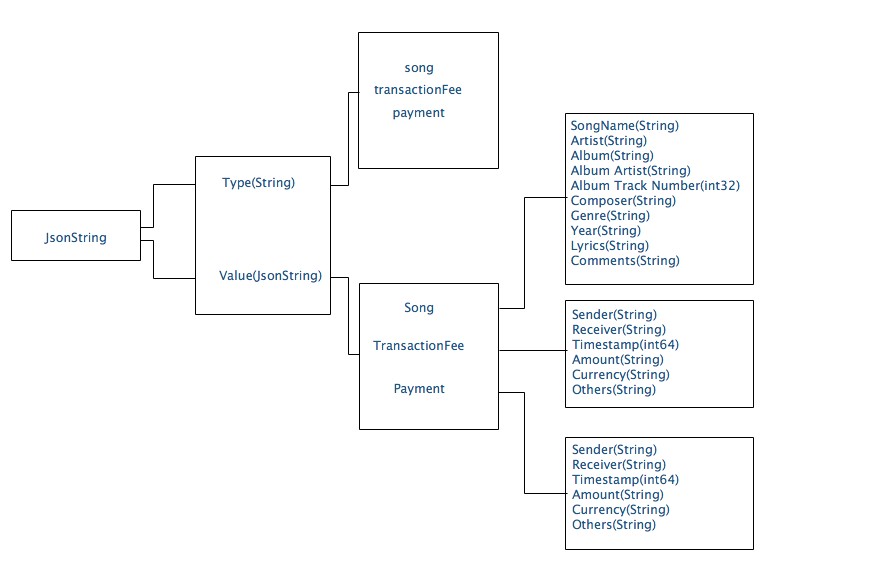 JsonString
Type(String)
Value(JsonString)
song
transactionFee
payment
Song
TransactionFee
Payment
SongName(String)
Artist(String)
Album(String)
Album Artist(String)
Album Track Number(int32)
Composer(String)
Genre(String)
Year(String)
Lyrics(String)
Comments(String)
Sender(String)
Receiver(String)
Timestamp(int64)
Amount(String)
Currency(String)
Others(String)
Sender(String)
Receiver(String)
Timestamp(int64)
Amount(String)
Currency(String)
Others(String)